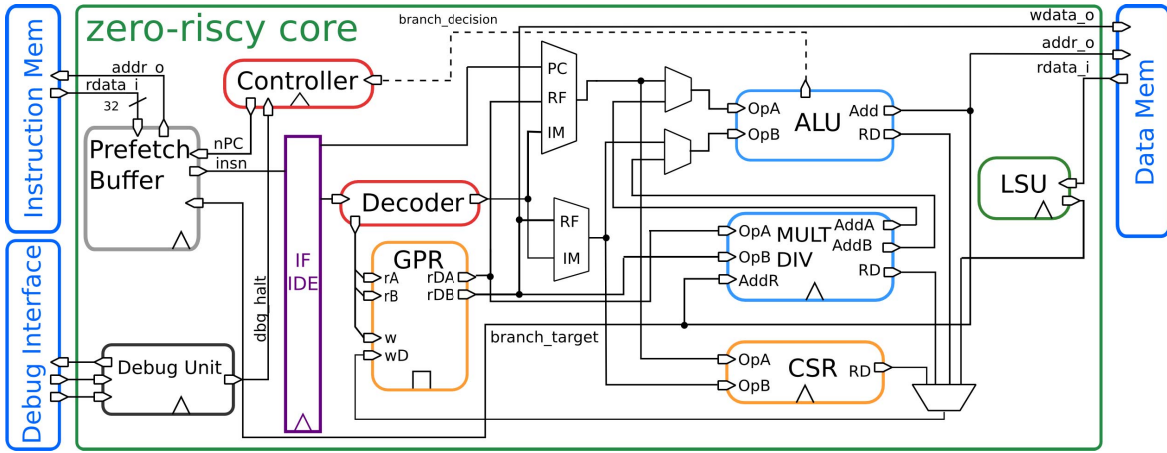 zero-riscy core
branch_decision
wdata_o
addr_o
rdata_i
Instruction Mem
addr_o
rdata_i
32
Controller
PC
RF
IM
OpA
OpB
ALU
Add
RD
Data Mem
Prefetch
Buffer
nPC
insn
LSU
Decoder
RF
IM
OpA
OpB
AddR
MULT
DIV
AddA
AddB
RD
IF
IDE
GPR
rA
rB
w
wD
rDA
rDB
dbg_halt
branch_target
Debug Interface
Debug Unit
OpA
OpB
CSR
RD